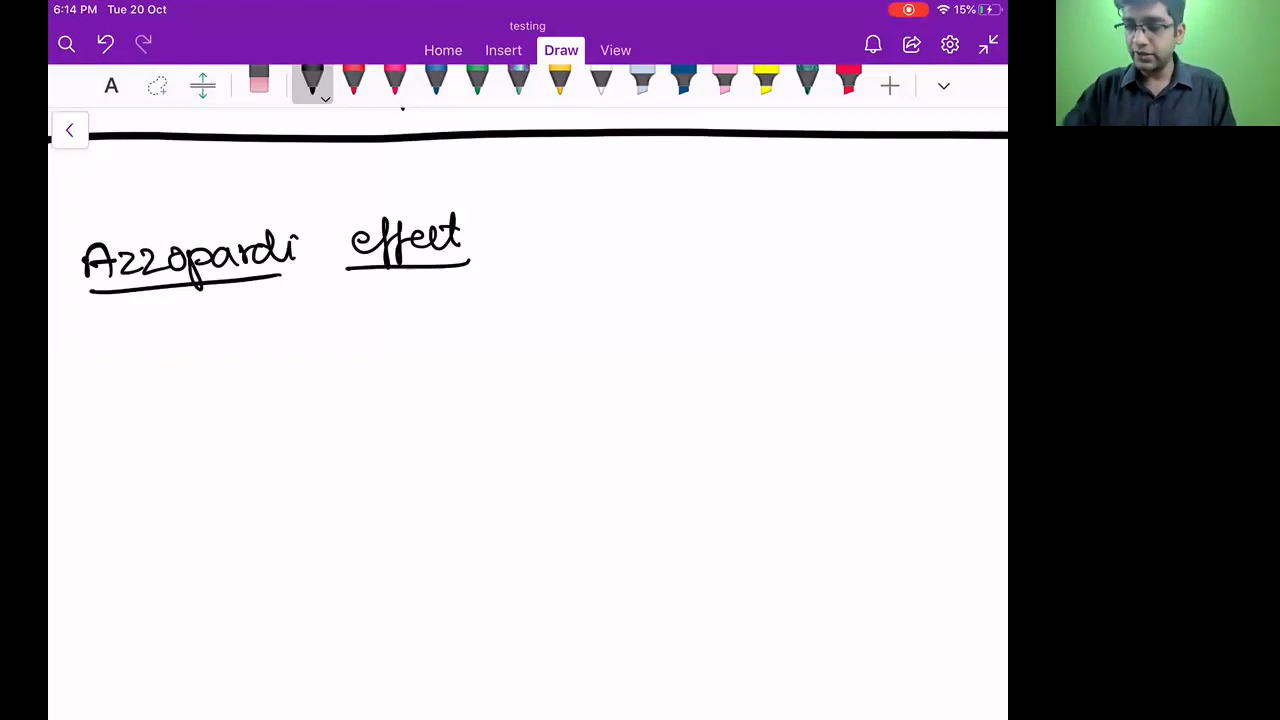 6:14 PM Tue 20 Oct
15%
testing
Home Insert Draw View
A
Azzopardi effect